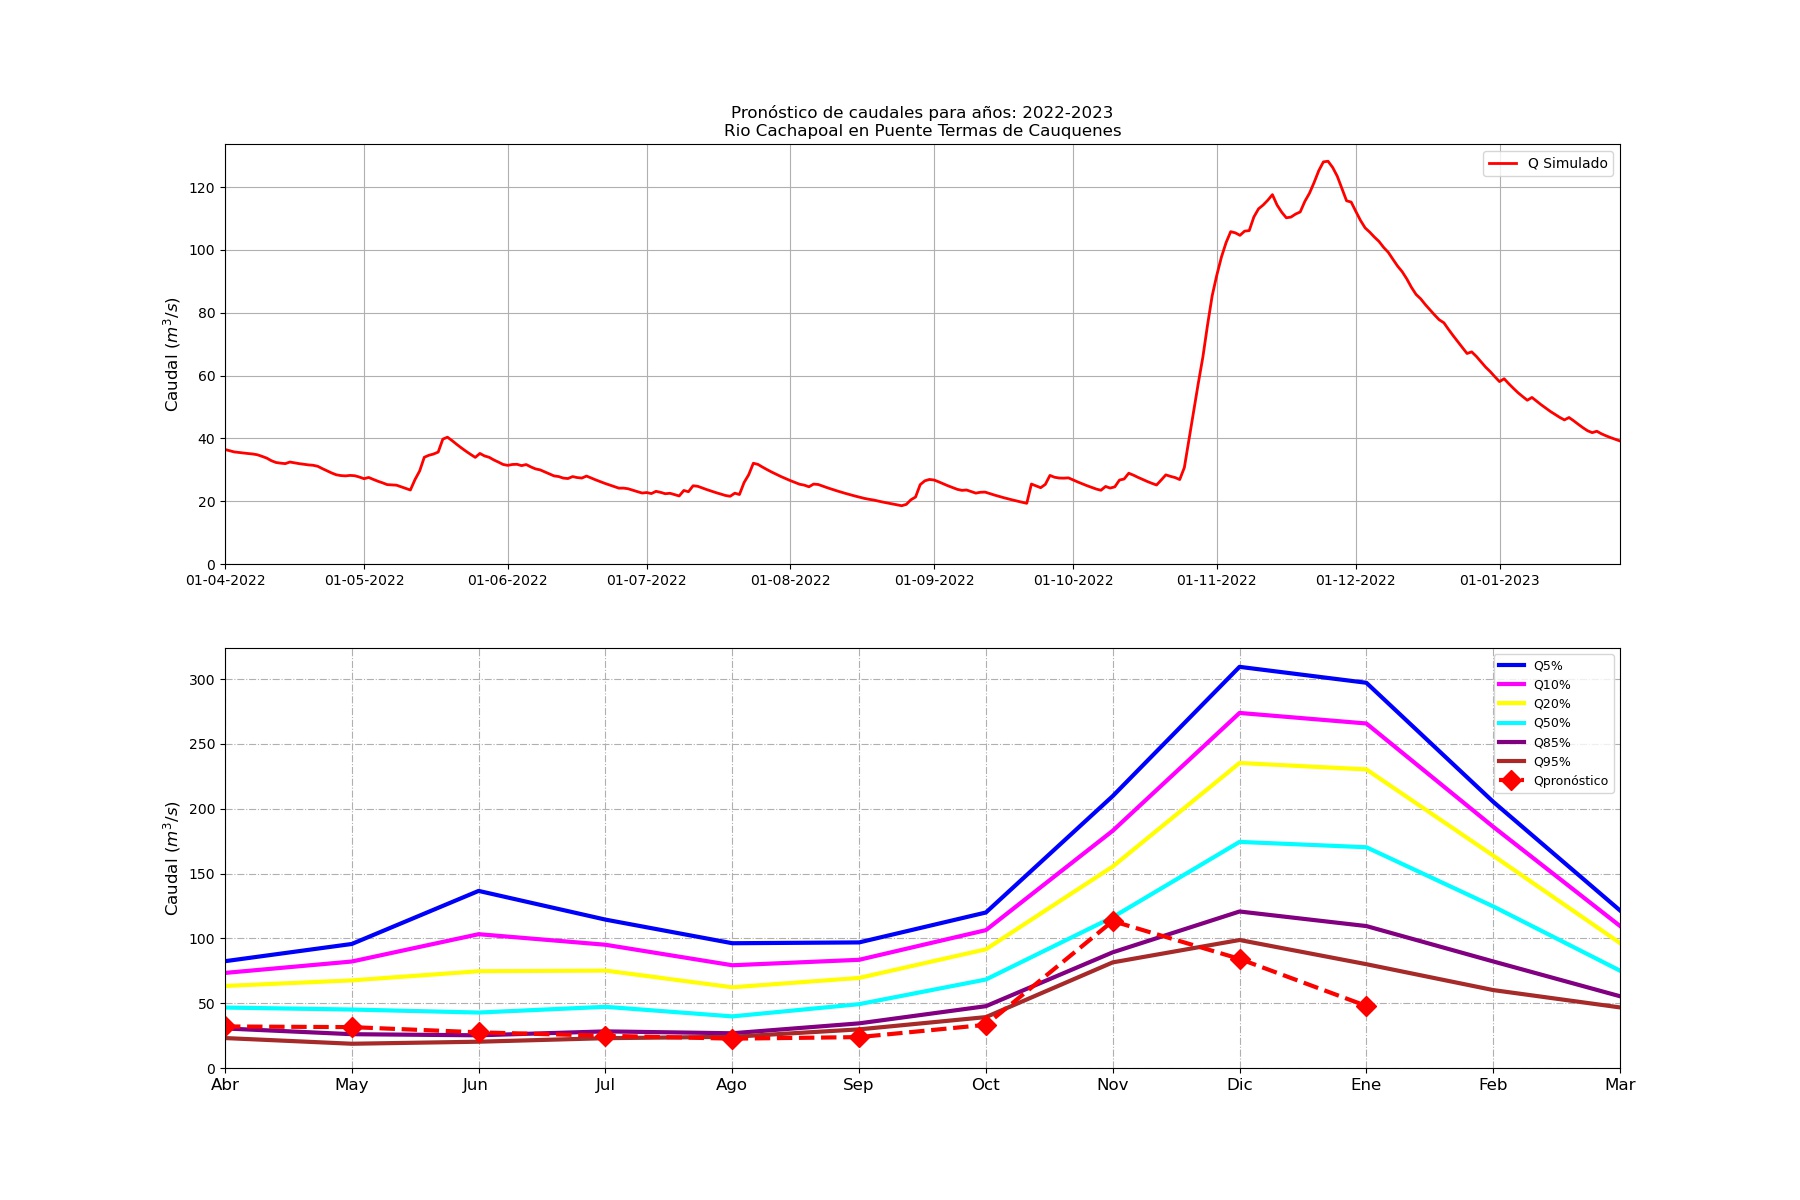 Pronóstico de caudales para años: 2022-2023
Rio Cachapoal en Puente Termas de Cauquenes
Q Simulado
Caudal (m³/s)
120
100
80
60
40
20
0
01-04-2022 01-05-2022 01-06-2022 01-07-2022 01-08-2022 01-09-2022 01-10-2022 01-11-2022 01-12-2022 01-01-2023
Q5%
Q10%
Q20%
Q50%
Q85%
Q95%
Qpronóstico
Caudal (m³/s)
300
250
200
150
100
50
0
Abr May Jun Jul Ago Sep Oct Nov Dic Ene Feb Mar